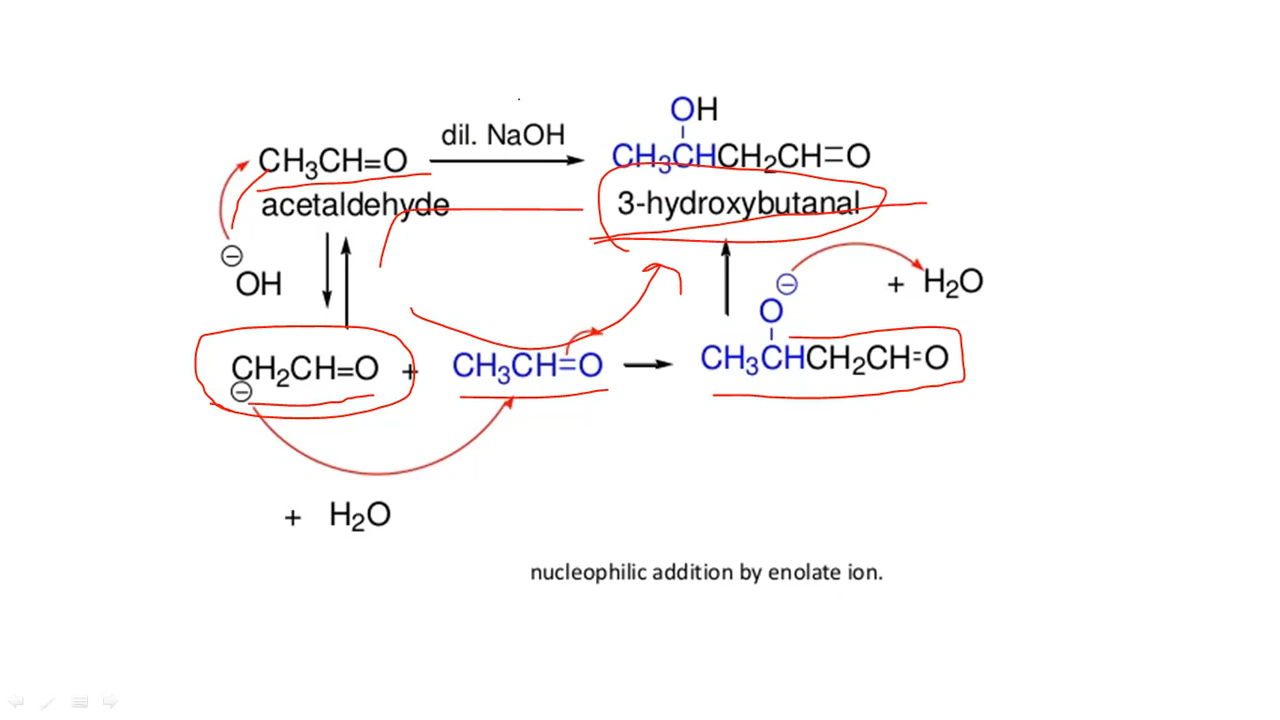 OH
dil. NaOH
CH₃CH=O
CH₃CHCH₂CH=O
acetaldehyde
3-hydroxybutanal
⊖
OH
⊖
+ H₂O
O
CH₂CH=O + CH₃CH=O
CH₃CHCH₂CH=O
⊖
+ H₂O
nucleophilic addition by enolate ion.